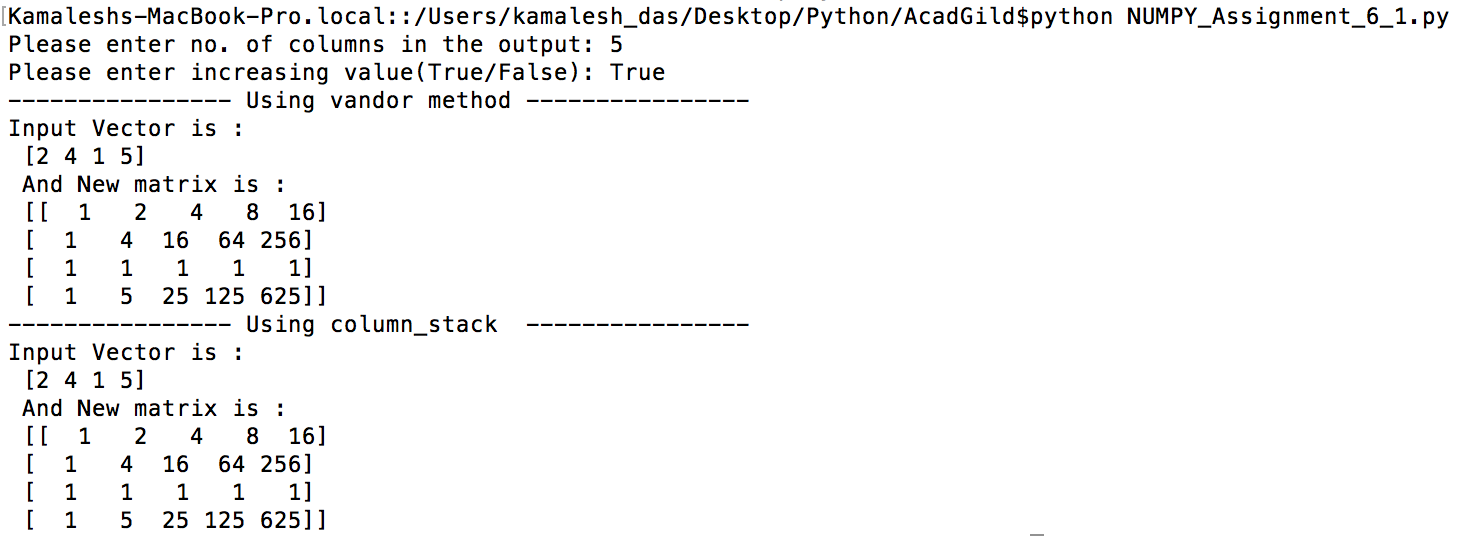 [Kamaleshs-MacBook-Pro.local::/Users/kamalesh_das/Desktop/Python/AcadGild$python NUMPY_Assignment_6_1.py
Please enter no. of columns in the output: 5
Please enter increasing value(True/False): True
---------------- Using vandor method ----------------
Input Vector is :
 [2 4 1 5]
 And New matrix is :
 [[  1   2   4   8  16]
 [  1   4  16  64 256]
 [  1   1   1   1   1]
 [  1   5  25 125 625]]
---------------- Using column_stack  ----------------
Input Vector is :
 [2 4 1 5]
 And New matrix is :
 [[  1   2   4   8  16]
 [  1   4  16  64 256]
 [  1   1   1   1   1]
 [  1   5  25 125 625]]